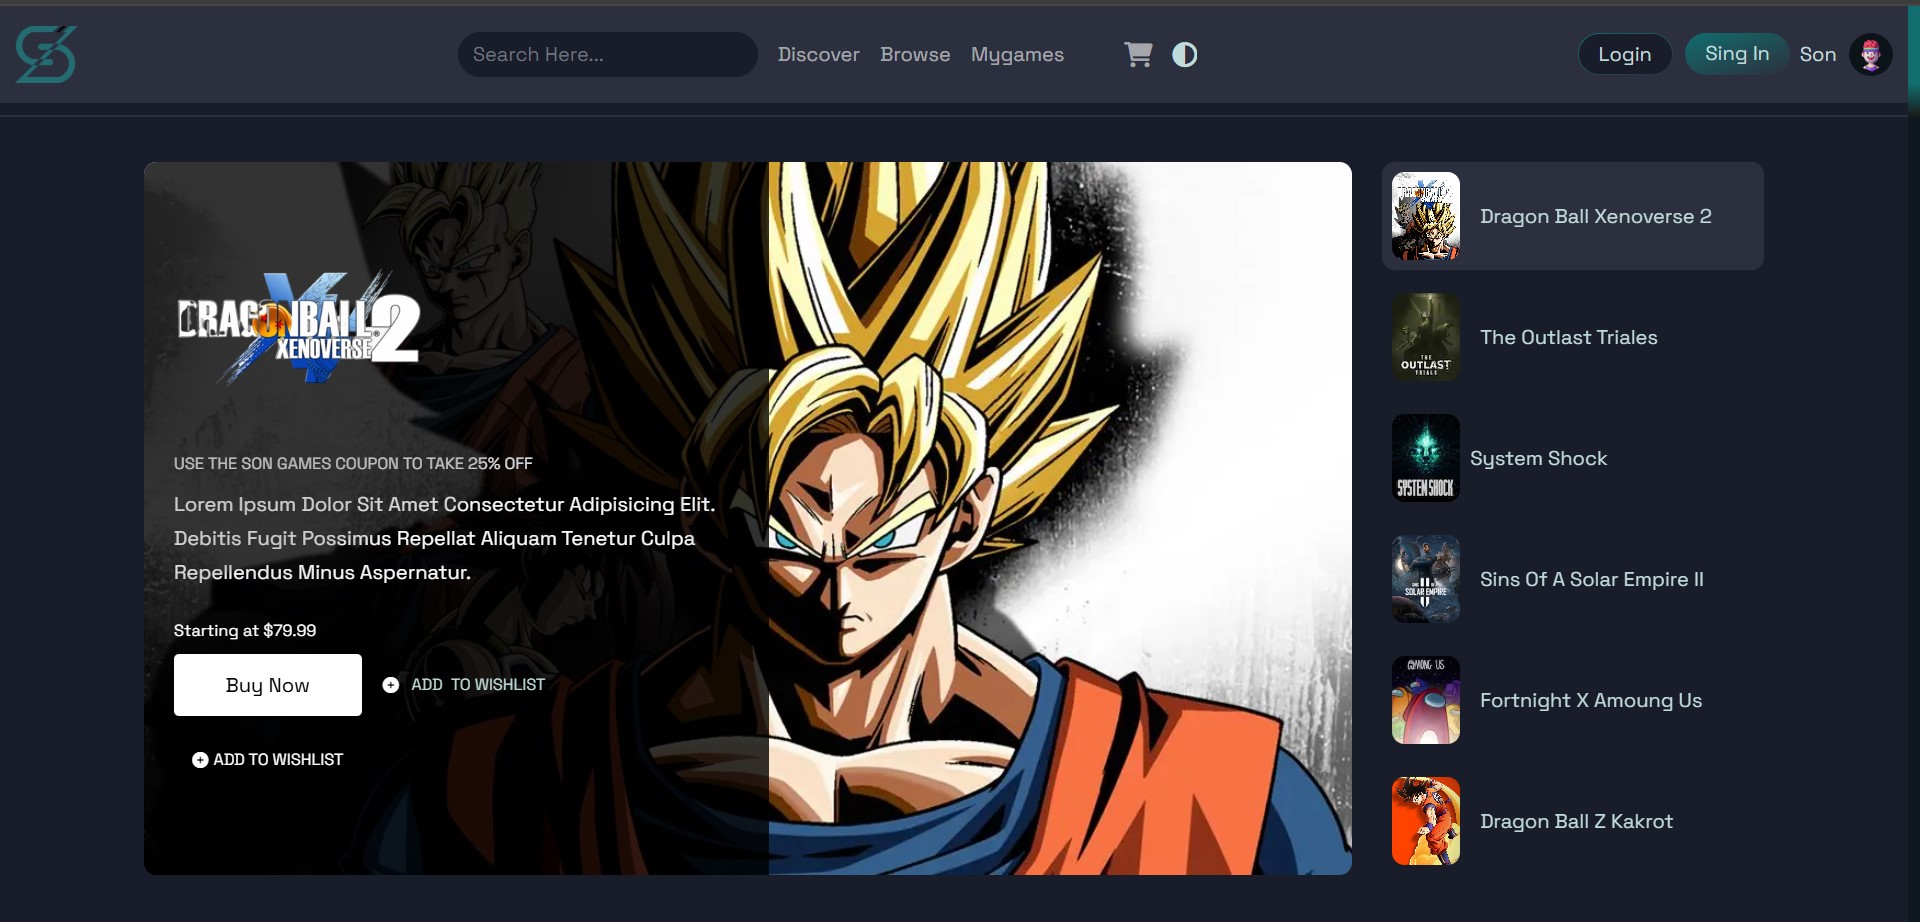 Search Here...
Discover
Browse
Mygames
Login
Sing In
Son
DRAGONBALL
XENOVERSE 2
USE THE SON GAMES COUPON TO TAKE 25% OFF
Lorem Ipsum Dolor Sit Amet Consectetur Adipisicing Elit.
Debitis Fugit Possimus Repellat Aliquam Tenetur Culpa
Repellendus Minus Aspernatur.
Starting at $79.99
Buy Now
ADD TO WISHLIST
ADD TO WISHLIST
Dragon Ball Xenoverse 2
THE
OUTLAST
TRIALS
The Outlast Triales
SYSTEM SHOCK
System Shock
SOLAR EMPIRE
II
Sins Of A Solar Empire II
AMONG US
Fortnight X Amoung Us
Dragon Ball Z Kakrot